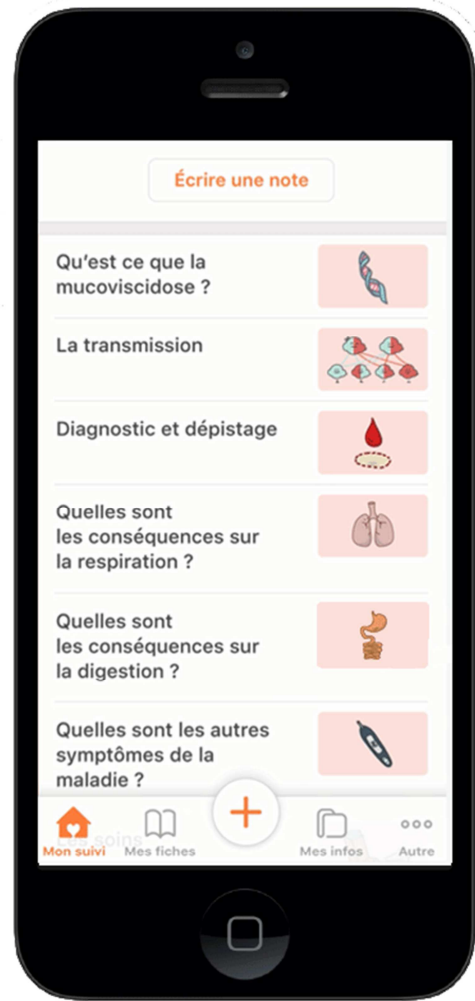 Écrire une note
Qu'est ce que la
mucoviscidose ?
La transmission
Diagnostic et dépistage
Quelles sont
les conséquences sur
la respiration ?
Quelles sont
les conséquences sur
la digestion ?
Quelles sont les autres
symptômes de la
maladie ?
Les soins
Mon suivi
Mes fiches
+
Mes infos
Autre